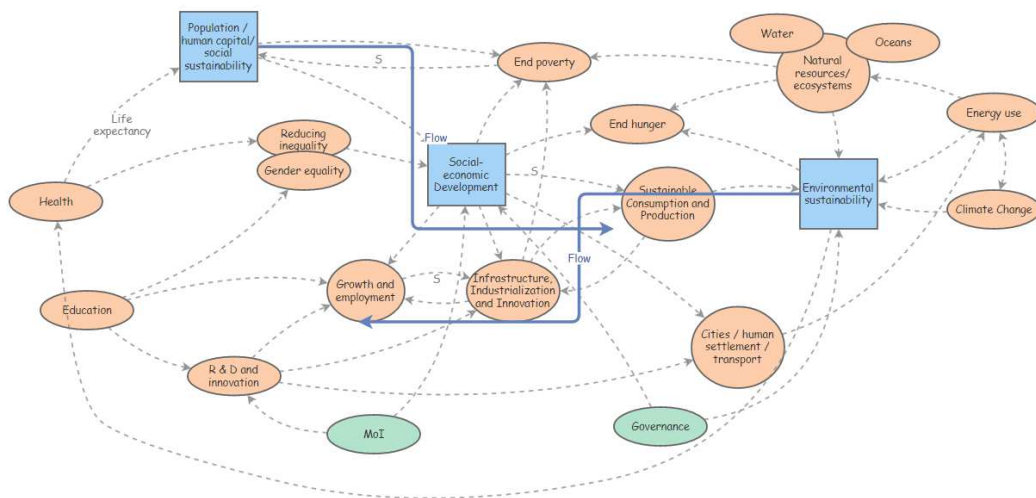 Population /
human capital/
social
sustainability
Water
Oceans
Natural
resources/
ecosystems
S
End poverty
Energy use
Life
expectancy
Flow
End hunger
Reducing
inequality
Gender equality
Social-
economic
Development
S
Sustainable
Consumption and
Production
Environmental
sustainability
Health
Climate Change
Flow
Growth and
employment
S
Infrastructure,
Industrialization
and Innovation
Education
Cities / human
settlement /
transport
R & D and
innovation
MoI
Governance